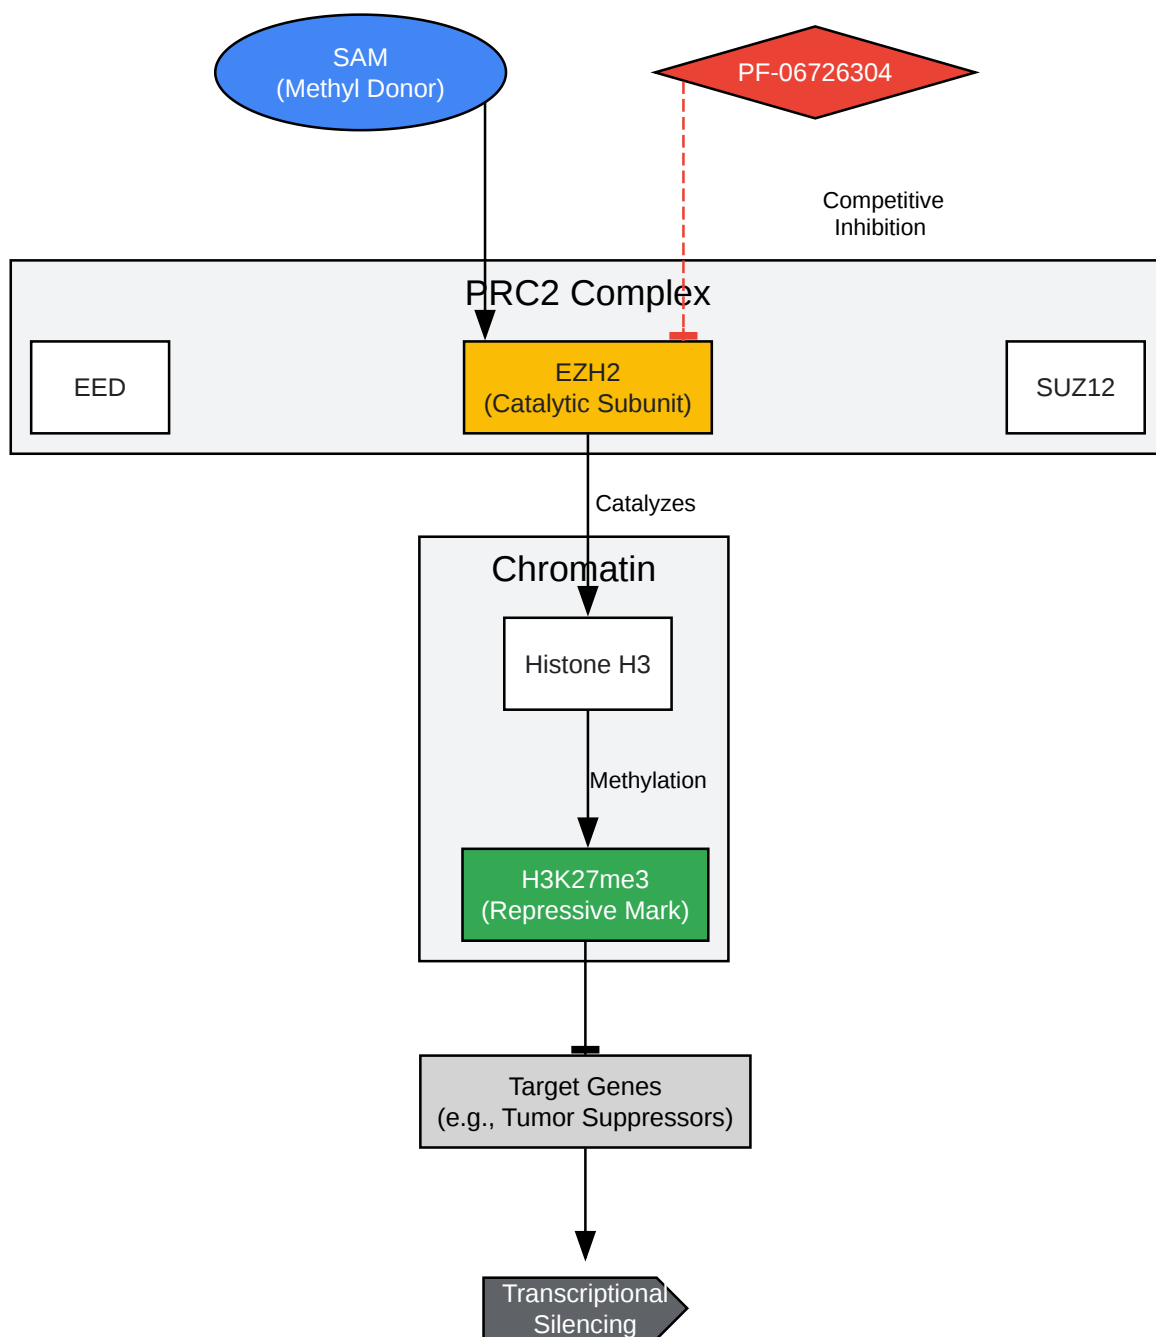 SAM
(Methyl Donor)
PF-06726304
Competitive
Inhibition
PRC2 Complex
EED
EZH2
(Catalytic Subunit)
SUZ12
Catalyzes
Chromatin
Histone H3
Methylation
H3K27me3
(Repressive Mark)
Target Genes
(e.g., Tumor Suppressors)
Transcriptional
Silencing